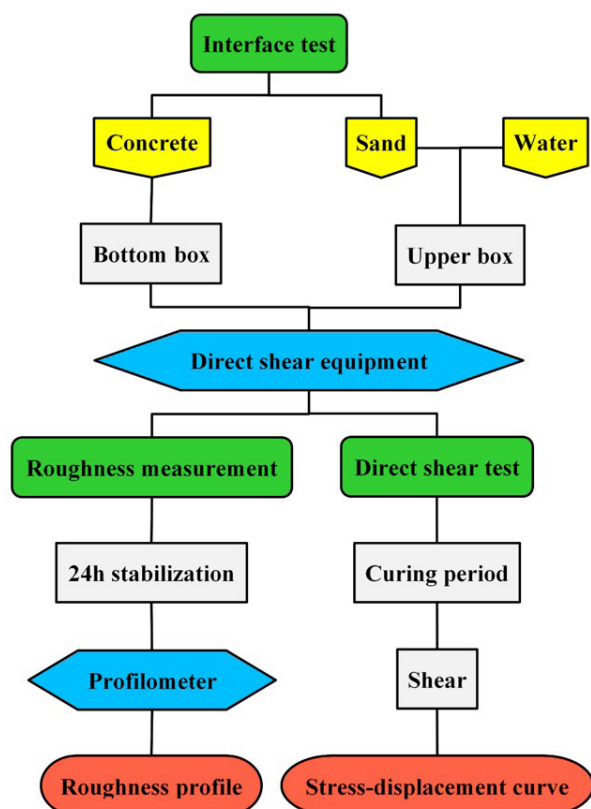 Interface test
Concrete
Sand
Water
Bottom box
Upper box
Direct shear equipment
Roughness measurement
Direct shear test
24h stabilization
Curing period
Profilometer
Shear
Roughness profile
Stress-displacement curve